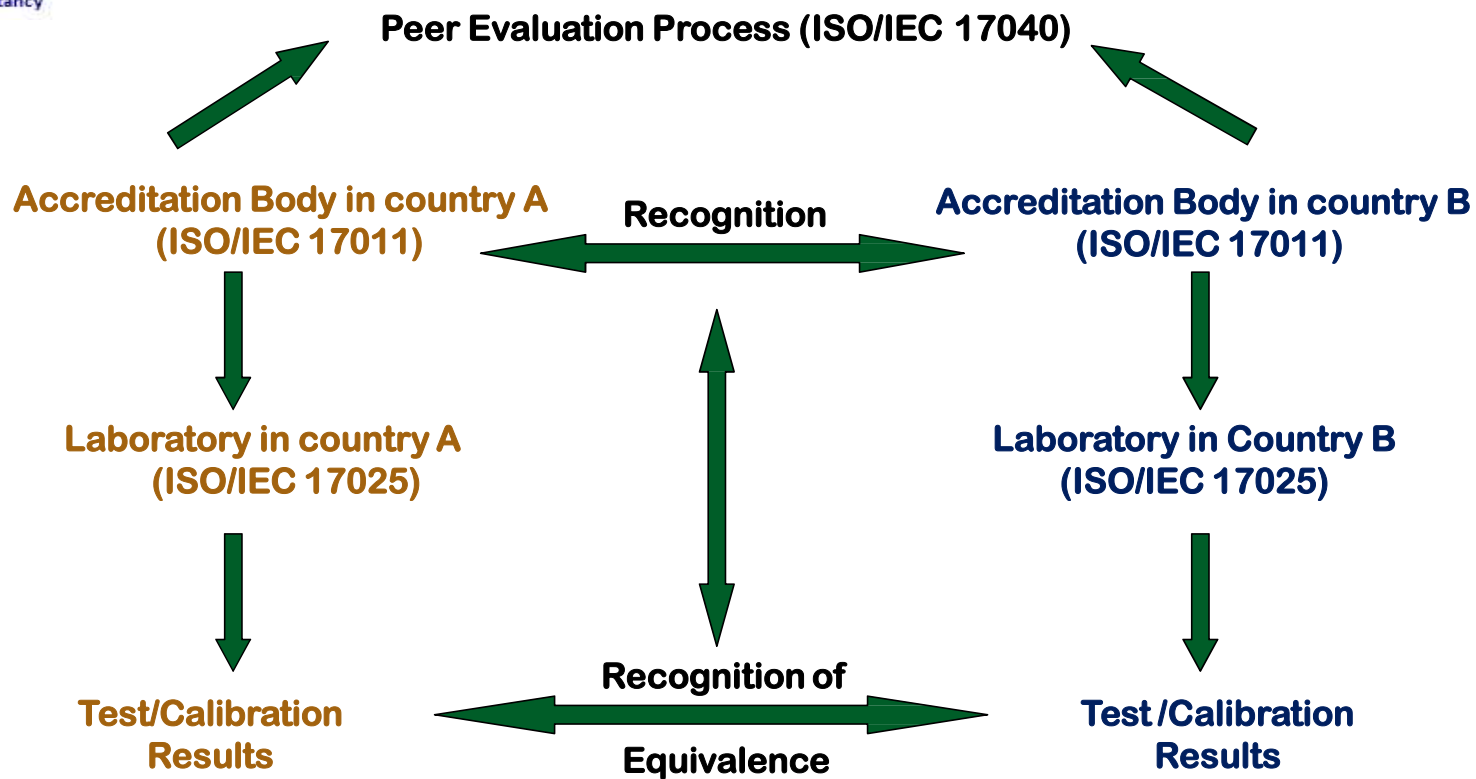 Peer Evaluation Process (ISO/IEC 17040)
Accreditation Body in country A
(ISO/IEC 17011)
Recognition
Accreditation Body in country B
(ISO/IEC 17011)
Laboratory in country A
(ISO/IEC 17025)
Laboratory in Country B
(ISO/IEC 17025)
Test/Calibration
Results
Recognition of
Equivalence
Test /Calibration
Results